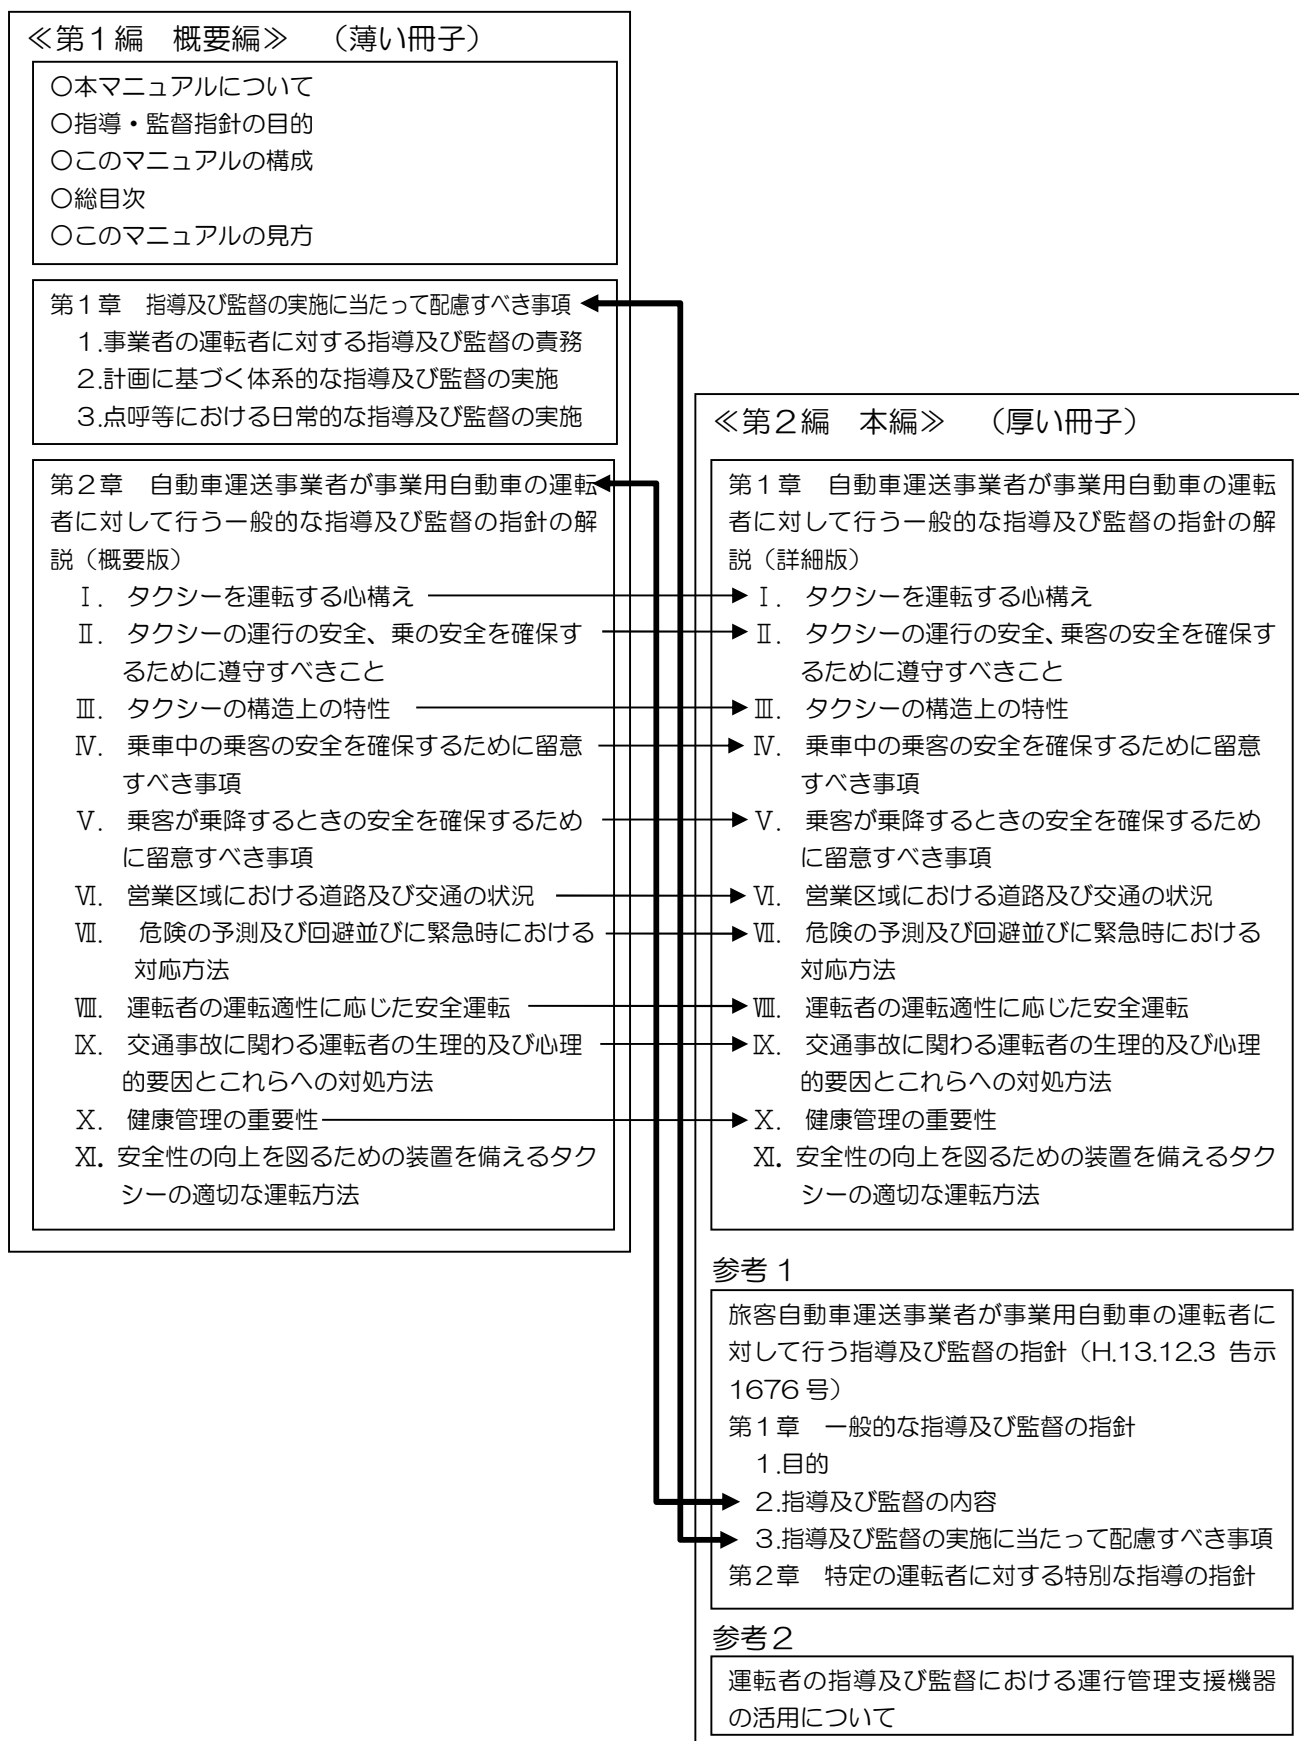 ≪第１編　概要編≫　（薄い冊子）
○本マニュアルについて
○指導・監督指針の目的
○このマニュアルの構成
○総目次
○このマニュアルの見方
第１章　指導及び監督の実施に当たって配慮すべき事項
１.事業者の運転者に対する指導及び監督の責務
２.計画に基づく体系的な指導及び監督の実施
３.点呼等における日常的な指導及び監督の実施
第２章　自動車運送事業者が事業用自動車の運転
者に対して行う一般的な指導及び監督の指針の解
説（概要版）
Ⅰ.　タクシーを運転する心構え
Ⅱ.　タクシーの運行の安全、乗の安全を確保す
るために遵守すべきこと
Ⅲ.　タクシーの構造上の特性
Ⅳ.　乗車中の乗客の安全を確保するために留意
すべき事項
Ⅴ.　乗客が乗降するときの安全を確保するため
に留意すべき事項
Ⅵ.　営業区域における道路及び交通の状況
Ⅶ.　危険の予測及び回避並びに緊急時における
対応方法
Ⅷ.　運転者の運転適性に応じた安全運転
Ⅸ.　交通事故に関わる運転者の生理的及び心理
的要因とこれらへの対処方法
Ⅹ.　健康管理の重要性
Ⅺ. 安全性の向上を図るための装置を備えるタク
シーの適切な運転方法
≪第２編　本編≫　（厚い冊子）
第１章　自動車運送事業者が事業用自動車の運転
者に対して行う一般的な指導及び監督の指針の解
説（詳細版）
Ⅰ.　タクシーを運転する心構え
Ⅱ.　タクシーの運行の安全、乗客の安全を確保す
るために遵守すべきこと
Ⅲ.　タクシーの構造上の特性
Ⅳ.　乗車中の乗客の安全を確保するために留意
すべき事項
Ⅴ.　乗客が乗降するときの安全を確保するため
に留意すべき事項
Ⅵ.　営業区域における道路及び交通の状況
Ⅶ.　危険の予測及び回避並びに緊急時における
対応方法
Ⅷ.　運転者の運転適性に応じた安全運転
Ⅸ.　交通事故に関わる運転者の生理的及び心理
的要因とこれらへの対処方法
Ⅹ.　健康管理の重要性
Ⅺ. 安全性の向上を図るための装置を備えるタク
シーの適切な運転方法
参考１
旅客自動車運送事業者が事業用自動車の運転者に
対して行う指導及び監督の指針（H.13.12.3 告示
1676 号）
第１章　一般的な指導及び監督の指針
１.目的
２.指導及び監督の内容
３.指導及び監督の実施に当たって配慮すべき事項
第２章　特定の運転者に対する特別な指導の指針
参考２
運転者の指導及び監督における運行管理支援機器
の活用について